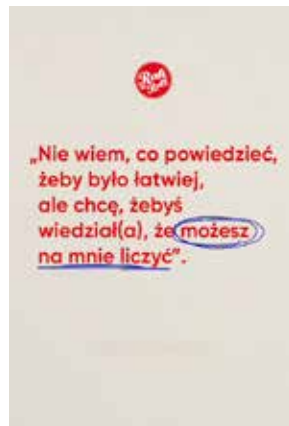 „Nie wiem, co powiedzieć,
żeby było łatwiej,
ale chcę, żebyś
wiedział(a), że możesz
na mnie liczyć”.